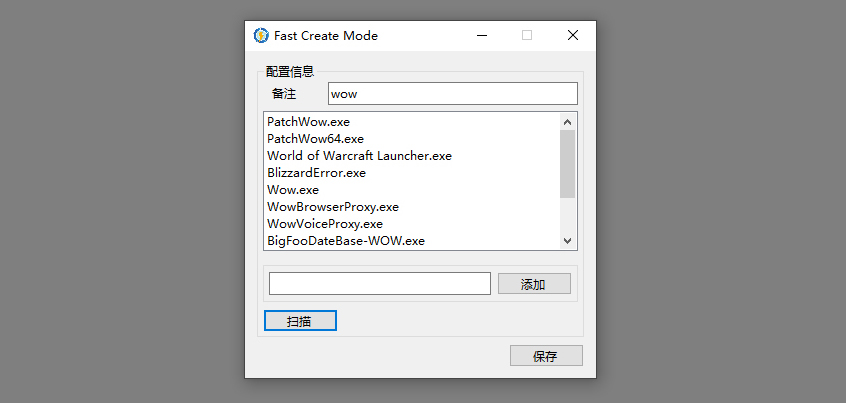 Fast Create Mode
配置信息
备注 wow
PatchWow.exe
PatchWow64.exe
World of Warcraft Launcher.exe
BlizzardError.exe
Wow.exe
WowBrowserProxy.exe
WowVoiceProxy.exe
BigFooDateBase-WOW.exe
添加
扫描
保存